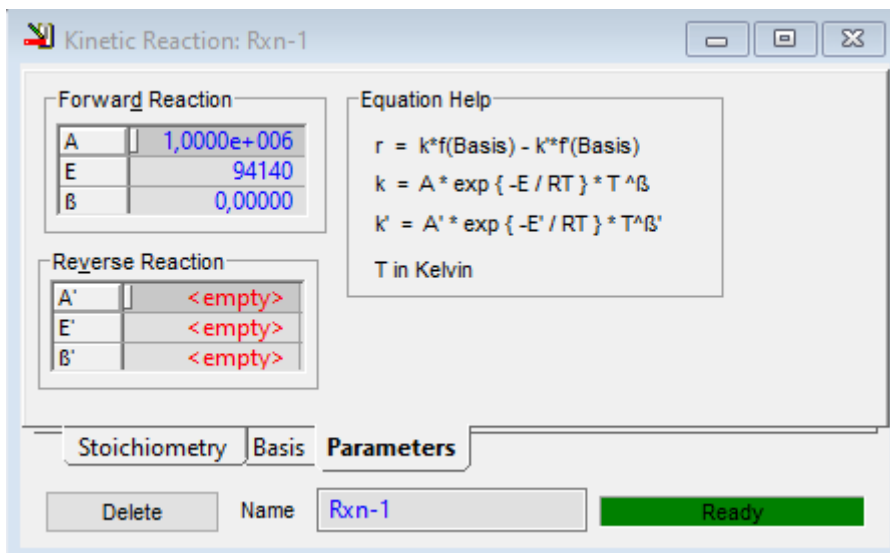 Kinetic Reaction: Rxn-1
Forward Reaction
A 1,0000e+006
E 94140
ß 0,00000
Reverse Reaction
A' <empty>
E' <empty>
ß' <empty>
Equation Help
r = k*f(Basis) - k'*f'(Basis)
k = A * exp { -E / RT } * T ^ß
k' = A' * exp { -E' / RT } * T^ß'
T in Kelvin
Stoichiometry Basis Parameters
Delete Name Rxn-1 Ready